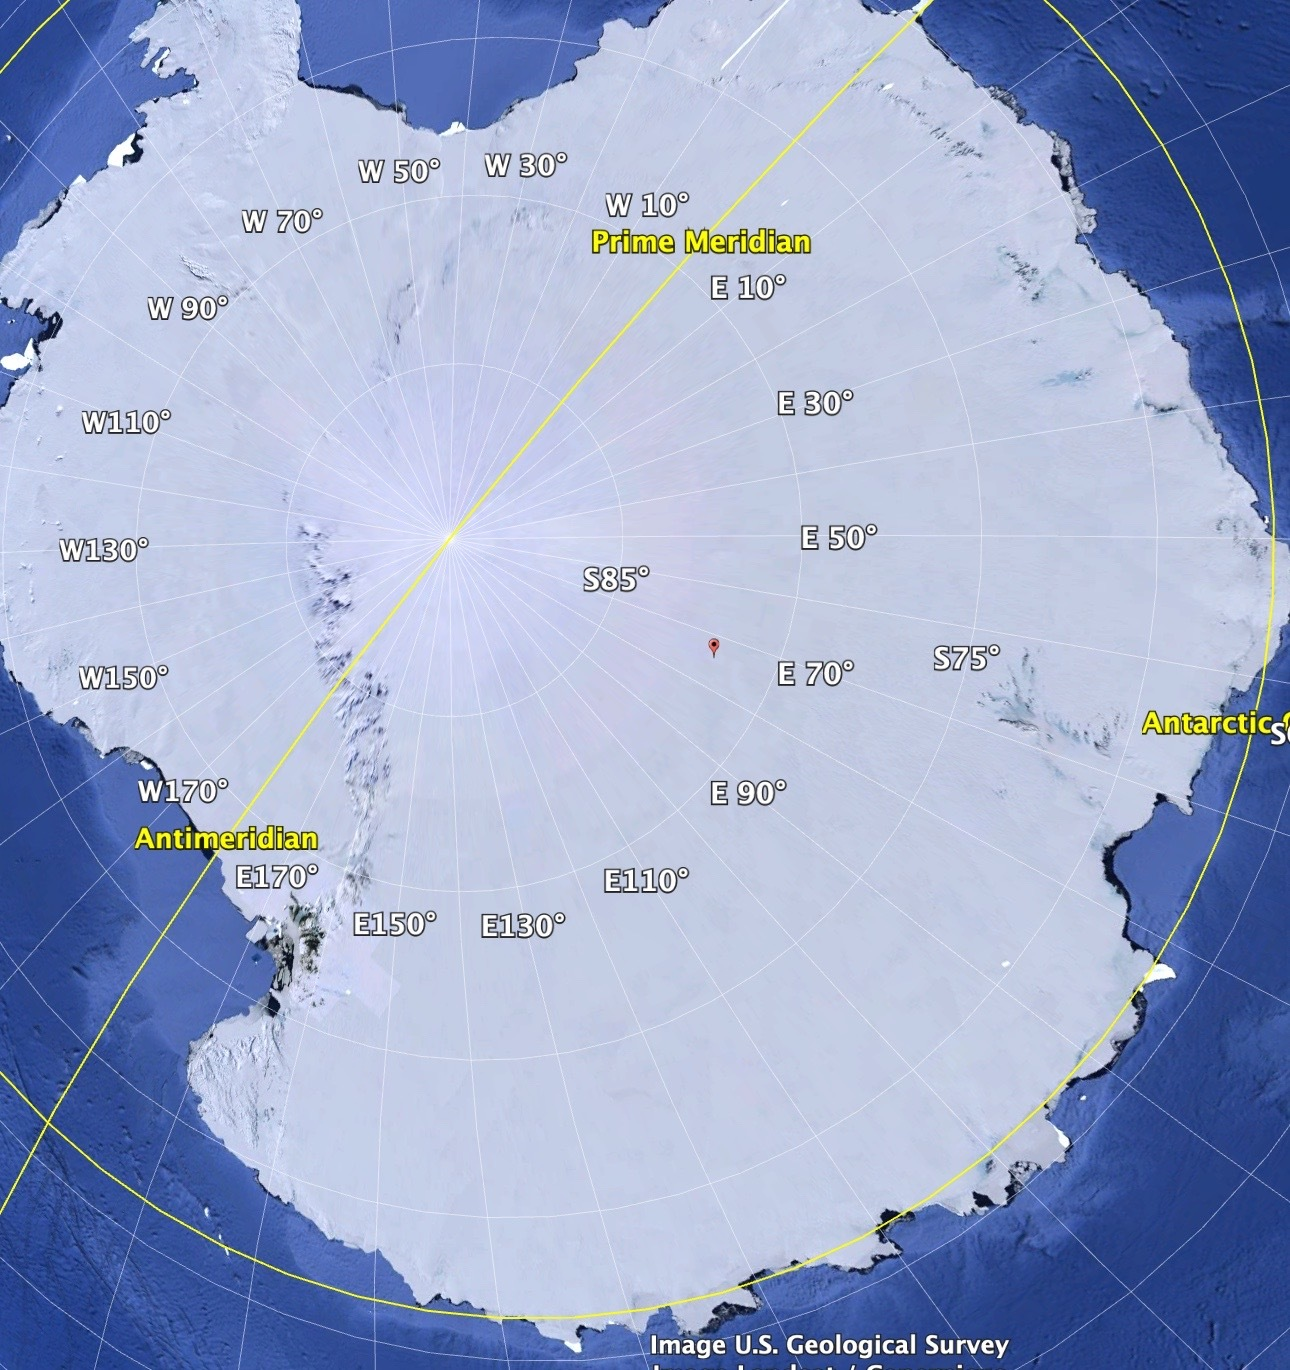 W 50°
W 30°
W 70°
W 10°
Prime Meridian
E 10°
W 90°
E 30°
W110°
E 50°
W130°
S85°
S75°
E 70°
W150°
Antarctic
W170°
E 90°
Antimeridian
E170°
E110°
E150°
E130°
Image U.S. Geological Survey